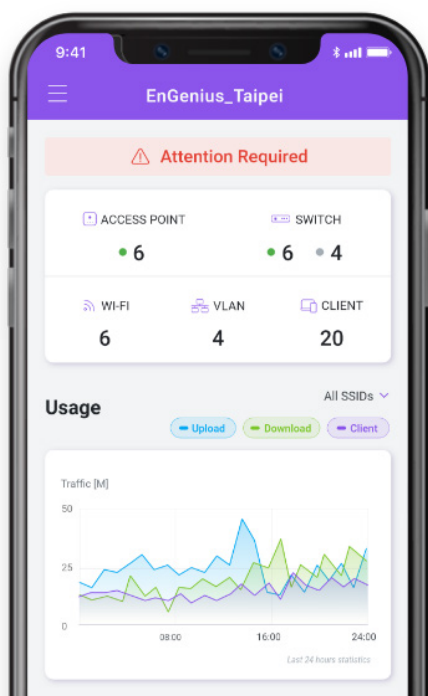 9:41
EnGenius_Taipei
Attention Required
ACCESS POINT
SWITCH
6
6 4
WI-FI
VLAN
CLIENT
6
4
20
Usage
All SSIDs
Upload
Download
Client
Traffic [M]
50
25
0
08:00
16:00
24:00
Last 24 hours statistics